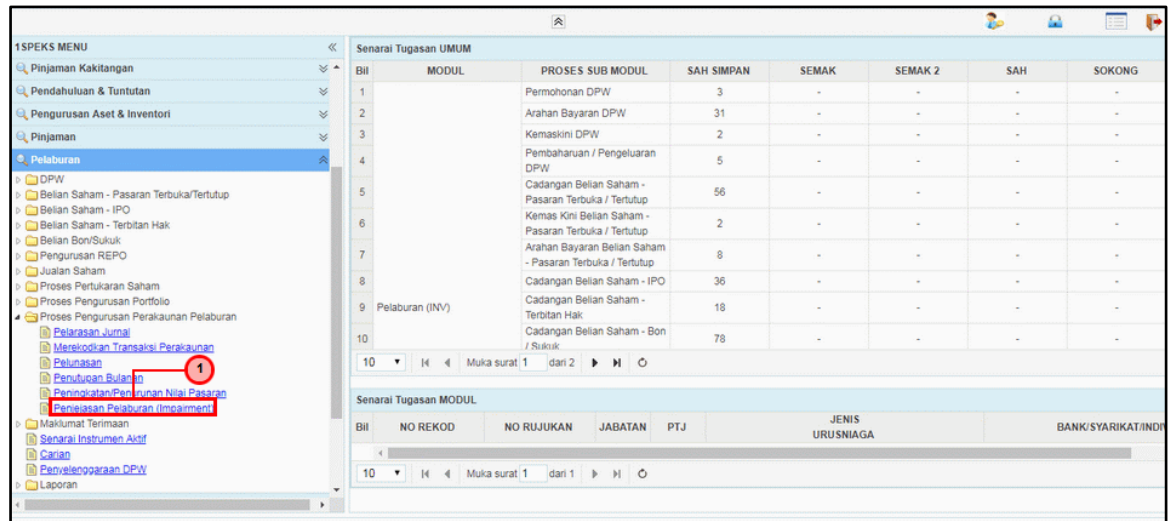 1SPEKS MENU
Pinjaman Kakitangan
Pendahuluan & Tuntutan
Pengurusan Aset & Inventori
Pinjaman
Pelaburan
DPW
Belian Saham - Pasaran Terbuka/Tertutup
Belian Saham - IPO
Belian Saham - Terbitan Hak
Belian Bon/Sukuk
Pengurusan REPO
Jualan Saham
Proses Pertukaran Saham
Proses Pengurusan Portfolio
Proses Pengurusan Perakaunan Pelaburan
Pelarasan Jurnal
Merekodkan Transaksi Perakaunan
Pelunasan
Penutupan Bulanan
1
Peningkatan/Penurunan Nilai Pasaran
Penjejasan Pelaburan (Impairment)
Maklumat Terimaan
Senarai Instrumen Aktif
Carian
Penyelenggaraan DPW
Laporan
Senarai Tugasan UMUM
Bil MODUL PROSES SUB MODUL SAH SIMPAN SEMAK SEMAK 2 SAH SOKONG
1 Permohonan DPW 3 - - - -
2 Arahan Bayaran DPW 31 - - - -
3 Kemaskini DPW 2 - - - -
4 Pembaharuan / Pengeluaran
DPW 5 - - - -
5 Cadangan Belian Saham -
Pasaran Terbuka / Tertutup 56 - - - -
6 Kemas Kini Belian Saham -
Pasaran Terbuka / Tertutup 2 - - - -
7 Arahan Bayaran Belian Saham
- Pasaran Terbuka / Tertutup 8 - - - -
8 Cadangan Belian Saham - IPO 36 - - - -
9 Pelaburan (INV) Cadangan Belian Saham -
Terbitan Hak 18 - - - -
10 Cadangan Belian Saham - Bon
/ Sukuk 78 - - - -
10 Muka surat 1 dari 2
Senarai Tugasan MODUL
Bil NO REKOD NO RUJUKAN JABATAN PTJ JENIS
URUSNIAGA BANK/SYARIKAT/INDIV
10 Muka surat 1 dari 1